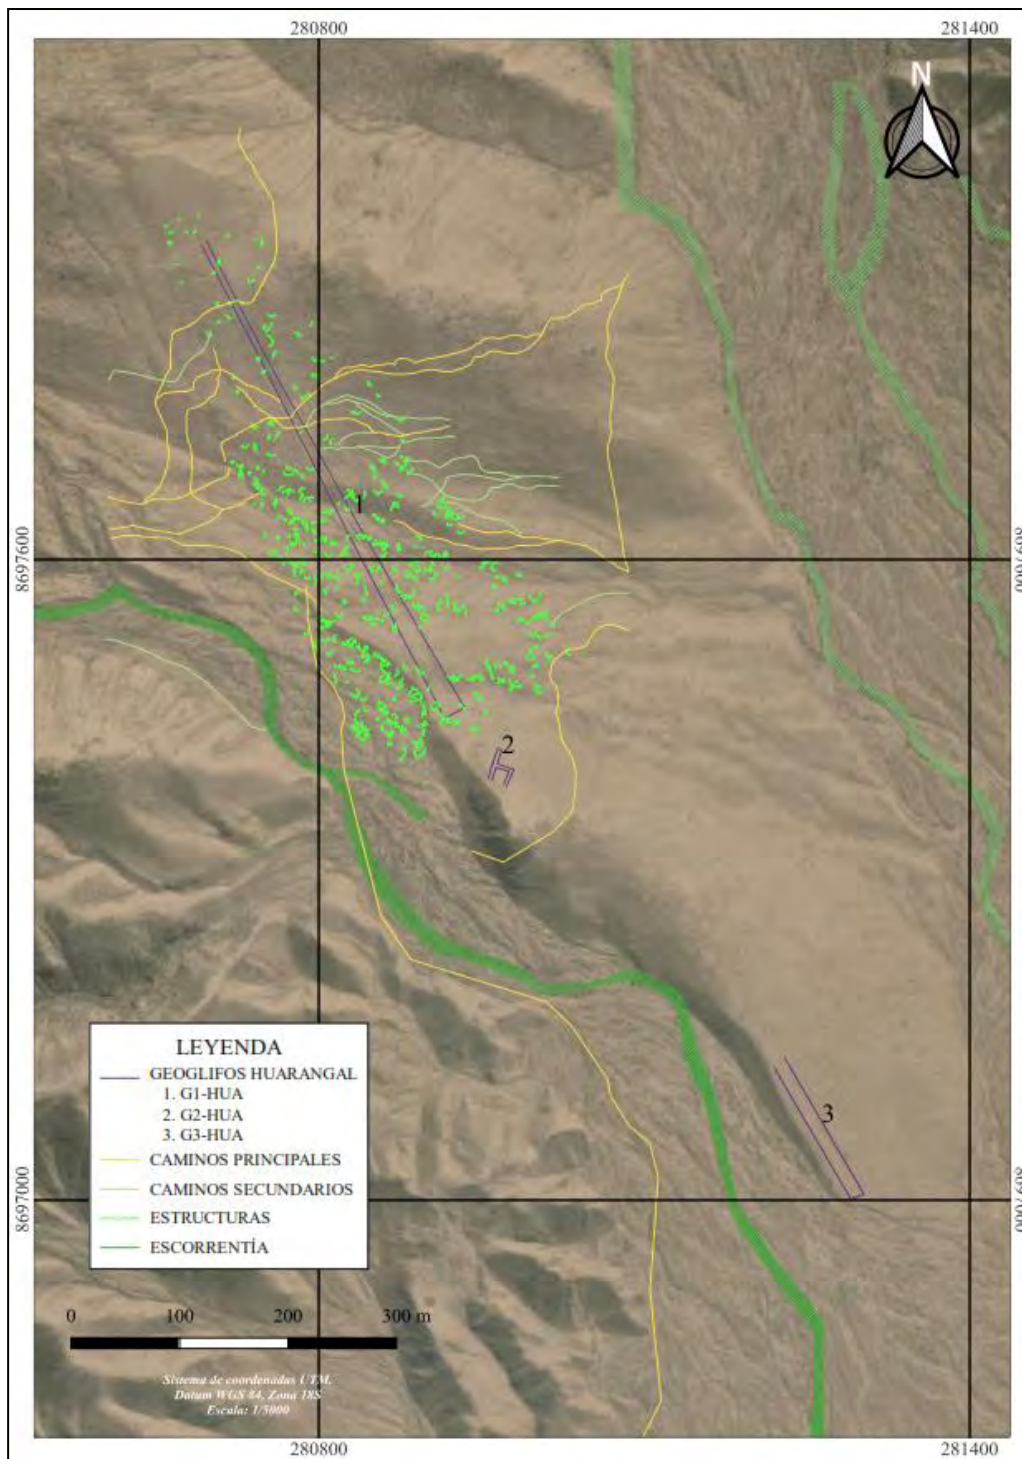 280800
281400
N
1
8697600
8697600
2
3
LEYENDA
GEOGLIFOS HUARANGAL
1. G1-HUA
2. G2-HUA
3. G3-HUA
CAMINOS PRINCIPALES
CAMINOS SECUNDARIOS
ESTRUCTURAS
ESCORRENTÍA
8697000
8697000
0 100 200 300 m
Sistema de coordenadas UTM.
Datum WGS 84, Zona 18S
Escala: 1/5000
280800
281400